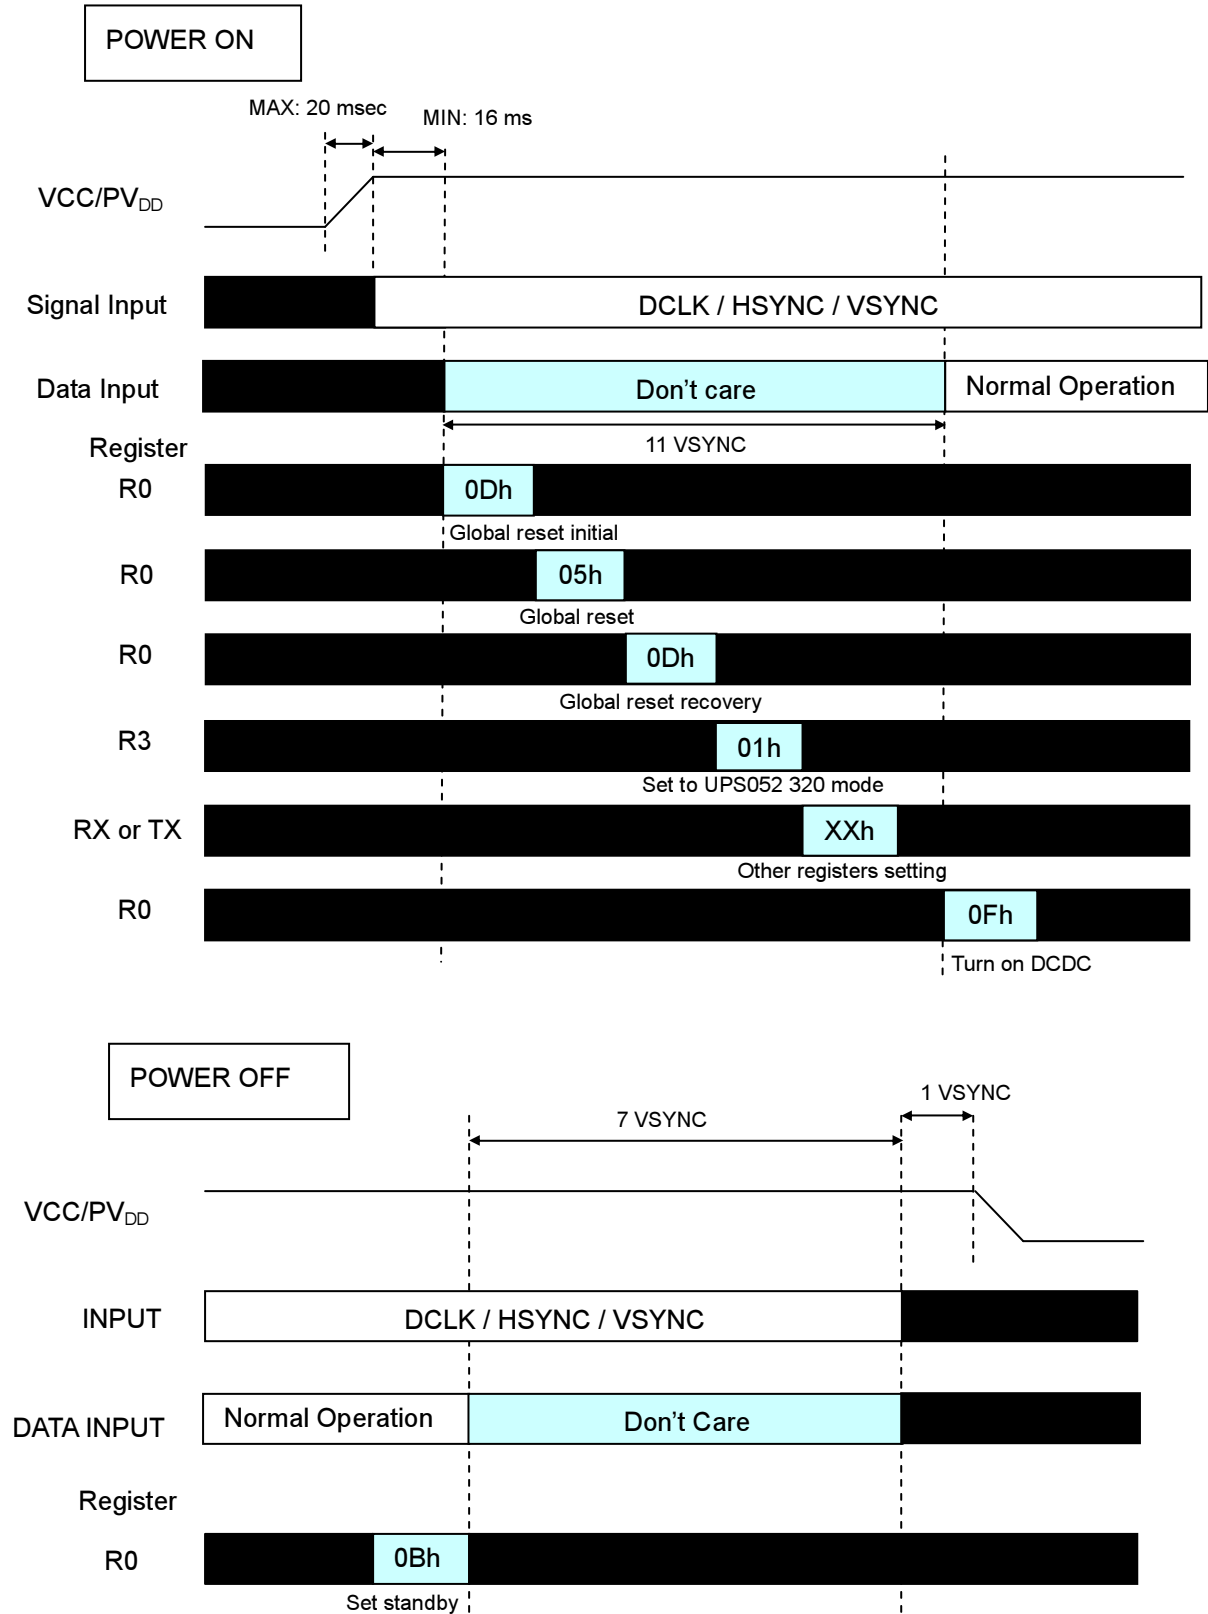 POWER ON
MAX: 20 msec
MIN: 16 ms
VCC/PVDD
Signal Input
DCLK / HSYNC / VSYNC
Data Input
Don't care
Normal Operation
11 VSYNC
Register
R0
0Dh
Global reset initial
R0
05h
Global reset
R0
0Dh
Global reset recovery
R3
01h
Set to UPS052 320 mode
RX or TX
XXh
Other registers setting
R0
0Fh
Turn on DCDC
POWER OFF
7 VSYNC
1 VSYNC
VCC/PVDD
INPUT
DCLK / HSYNC / VSYNC
DATA INPUT
Normal Operation
Don't Care
Register
R0
0Bh
Set standby